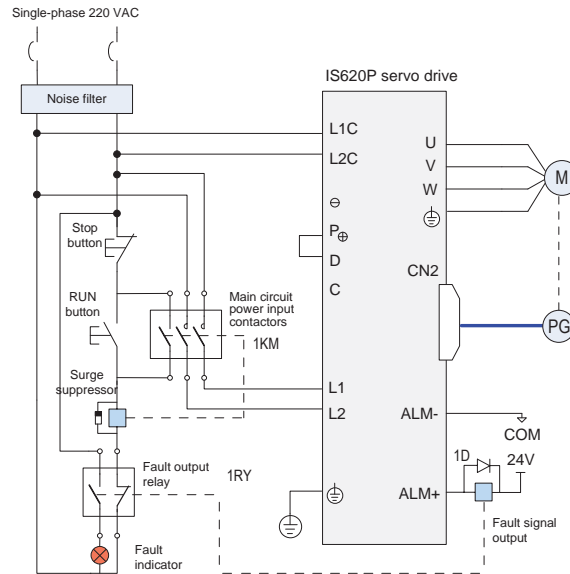 Single-phase 220 VAC
Noise filter
IS620P servo drive
L1C
L2C
U
V
W
M
⊖
P⊕
D
C
CN2
PG
Stop
button
RUN
button
Main circuit
power input
contactors
1KM
Surge
suppressor
L1
L2
ALM-
COM
1D
24V
ALM+
Fault output
relay
1RY
Fault signal
output
Fault
indicator